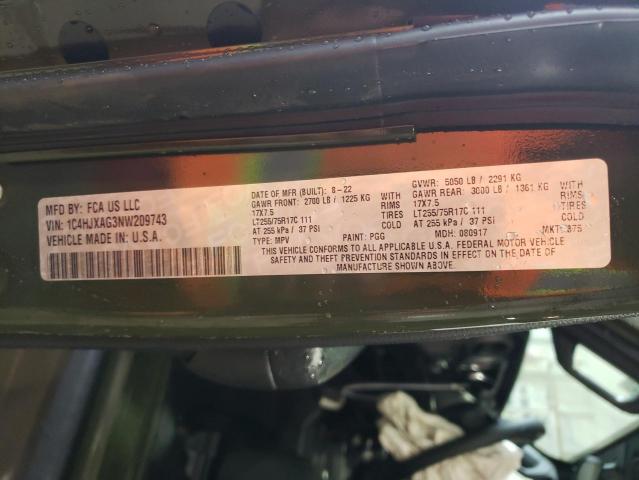 MFD BY: FCA US LLC
VIN: 1C4HJXAG3NW209743
VEHICLE MADE IN U.S.A.
DATE OF MFR (BUILT): 8-22
GVWR: 5050 LB / 2291 KG
GAWR FRONT: 2700 LB / 1225 KG WITH
GAWR REAR: 3000 LB / 1361 KG WITH
17X7.5 RIMS
17X7.5 RIMS
LT255/75R17C 111 TIRES
LT255/75R17C 111 TIRES
AT 255 kPa / 37 PSI COLD
AT 255 kPa / 37 PSI COLD
TYPE: MPV PAINT: PGG MDH: 080917
THIS VEHICLE CONFORMS TO ALL APPLICABLE U.S.A. FEDERAL MOTOR VEHICLE
SAFETY AND THEFT PREVENTION STANDARDS IN EFFECT ON THE DATE OF
MANUFACTURE SHOWN ABOVE.